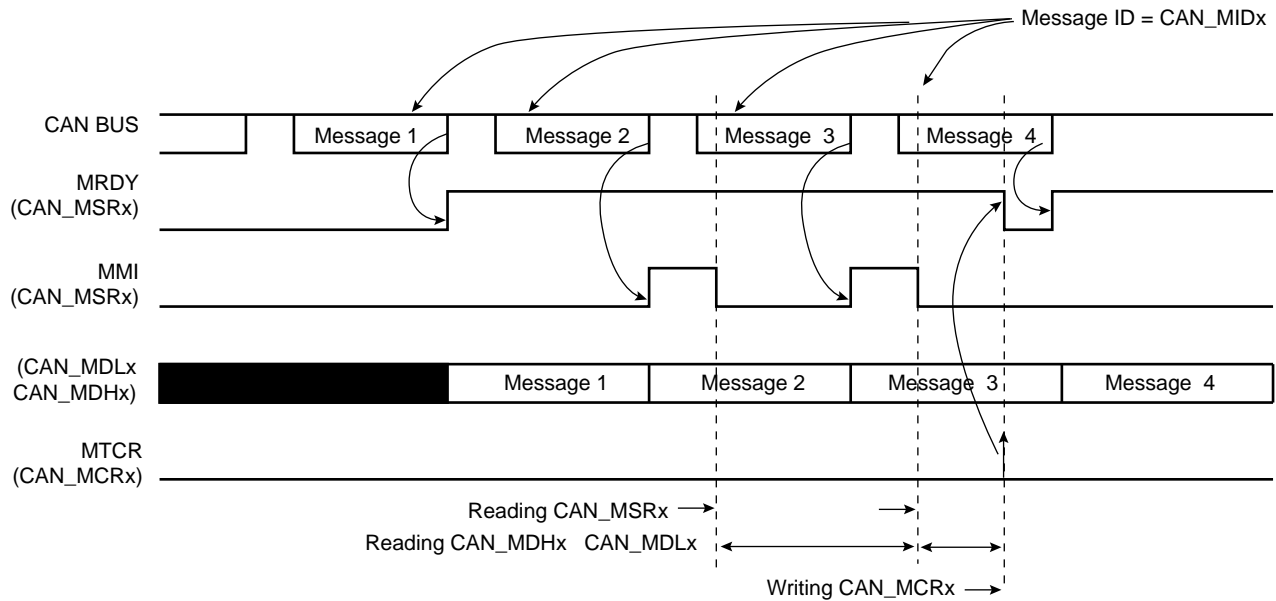 Message ID = CAN_MIDx
CAN BUS
Message 1
Message 2
Message 3
Message 4
MRDY
(CAN_MSRx)
MMI
(CAN_MSRx)
(CAN_MDLx
CAN_MDHx)
Message 1
Message 2
Message 3
Message 4
MTCR
(CAN_MCRx)
Reading CAN_MSRx
Reading CAN_MDHx CAN_MDLx
Writing CAN_MCRx